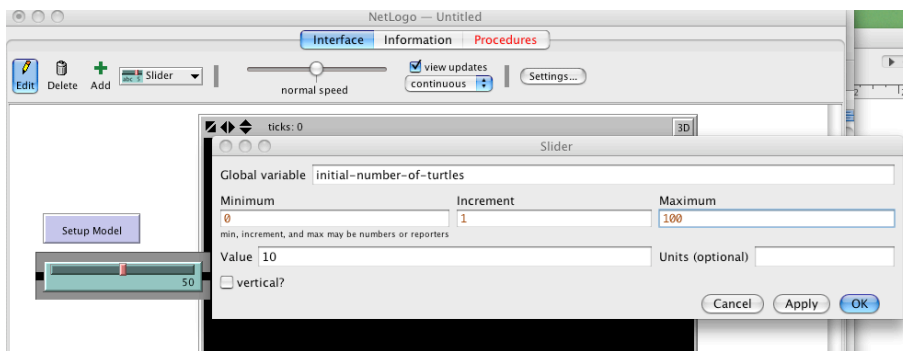 NetLogo — Untitled
Interface Information Procedures
Edit Delete Add Slider normal speed view updates continuous Settings...
ticks: 0 3D
Slider
Global variable initial-number-of-turtles
Minimum Increment Maximum
0 1 100
min, increment, and max may be numbers or reporters
Value 10 Units (optional)
vertical?
Cancel Apply OK
Setup Model
50